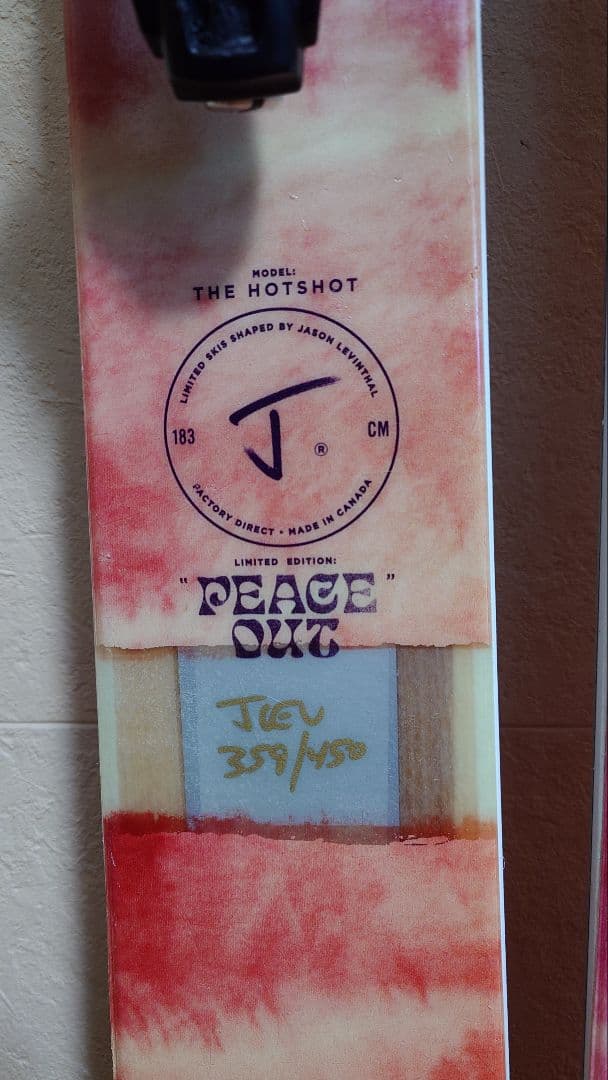 MODEL:
THE HOTSHOT
LIMITED SKIS SHAPED BY JASON LEVINTHAL
183
J
®
CM
FACTORY DIRECT • MADE IN CANADA
LIMITED EDITION:
"PEACE"
OUT
JLEV
359/450